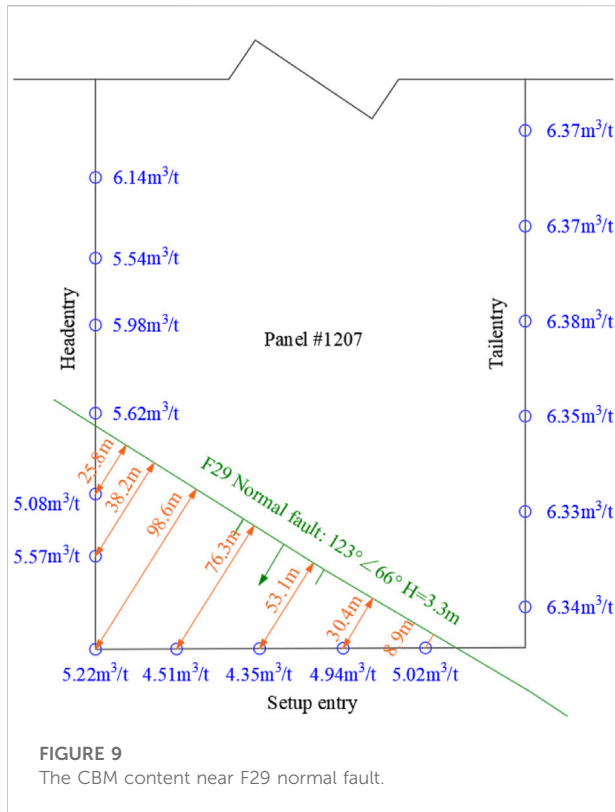 6.37m³/t
6.14m³/t
6.37m³/t
5.54m³/t
Headentry
5.98m³/t
Panel #1207
Tailentry
6.38m³/t
5.62m³/t
6.35m³/t
F29 Normal fault: 123°∠66° H=3.3m
25.8m
38.2m
98.6m
76.3m
53.1m
30.4m
8.9m
5.08m³/t
6.33m³/t
5.57m³/t
6.34m³/t
5.22m³/t 4.51m³/t 4.35m³/t 4.94m³/t 5.02m³/t
Setup entry
FIGURE 9
The CBM content near F29 normal fault.